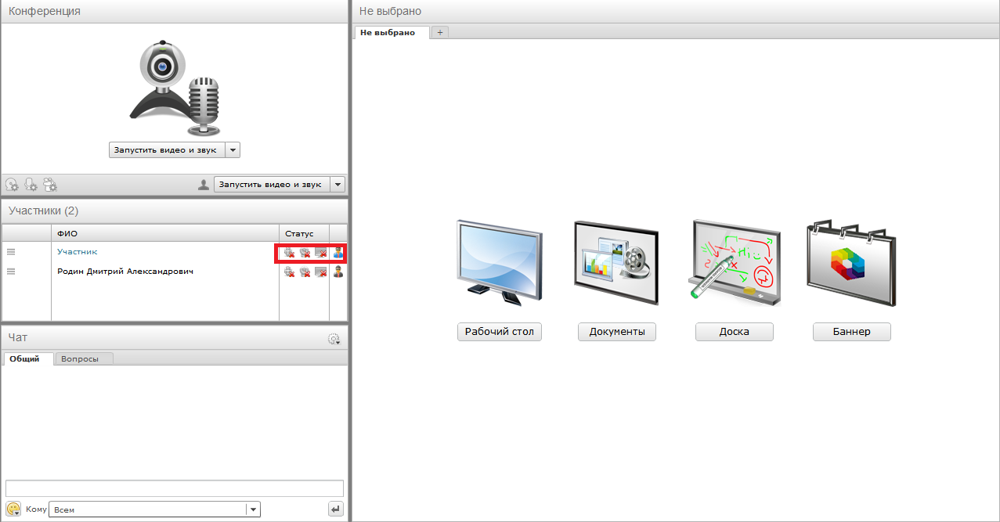 Конференция
Запустить видео и звук
Запустить видео и звук
Участники (2)
ФИО Статус
Участник
Родин Дмитрий Александрович
Чат
Общий Вопросы
Кому Всем
Не выбрано
Не выбрано +
Hi
Рабочий стол Документы Доска Баннер